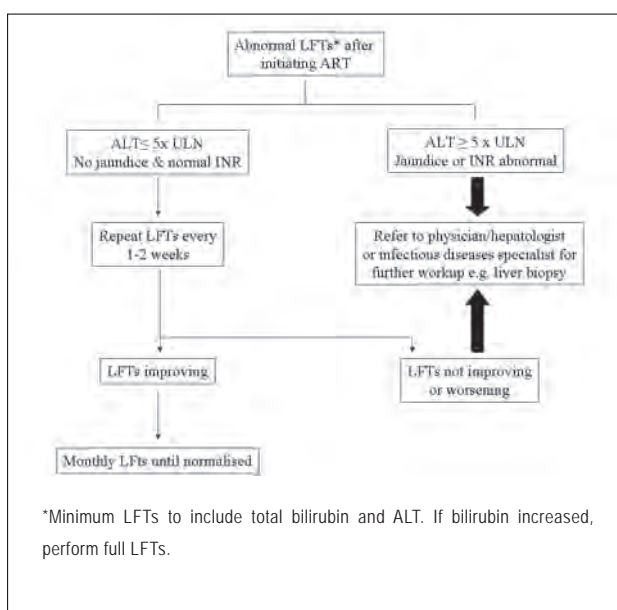 Abnormal LFTs* after
initiating ART
ALT≤ 5x ULN
No jaundice & normal INR
ALT ≥ 5 x ULN
Jaundice or INR abnormal
Repeat LFTs every
1-2 weeks
Refer to physician/hepatologist
or infectious diseases specialist for
further workup e.g. liver biopsy
LFTs improving
LFTs not improving
or worsening
Monthly LFTs until normalised
*Minimum LFTs to include total bilirubin and ALT. If bilirubin increased,
perform full LFTs.